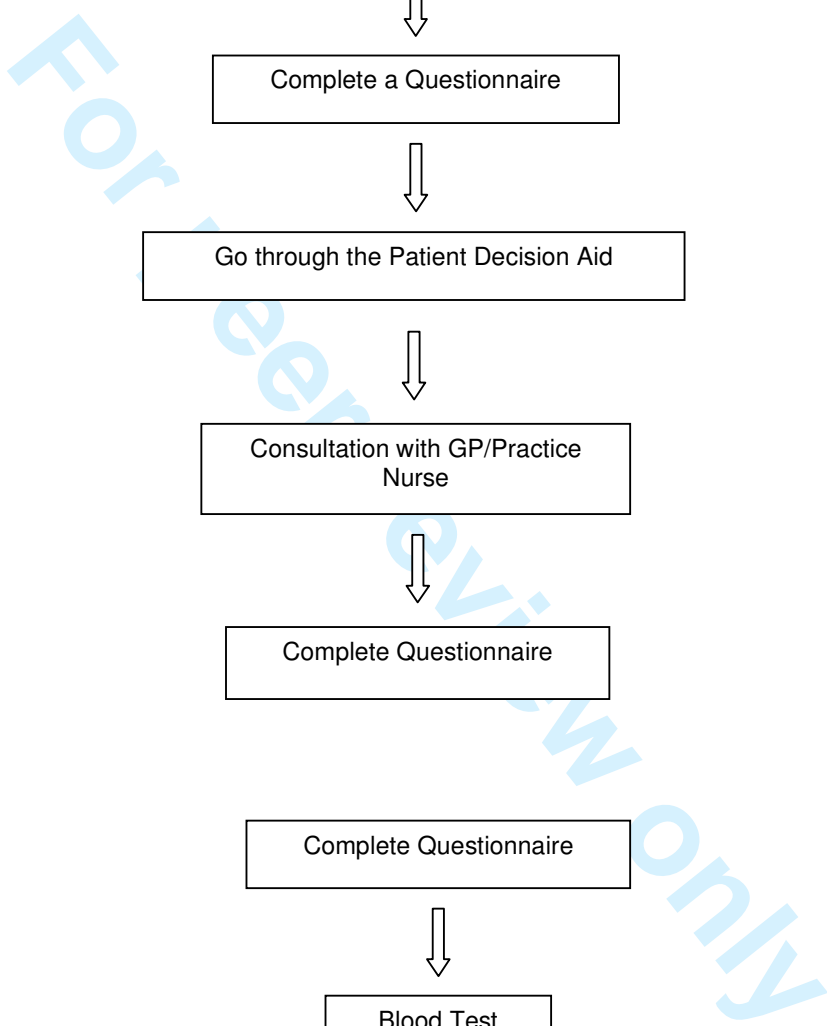 Complete a Questionnaire
Go through the Patient Decision Aid
Consultation with GP/Practice
Nurse
Complete Questionnaire
Complete Questionnaire
Blood Test
For peer review only